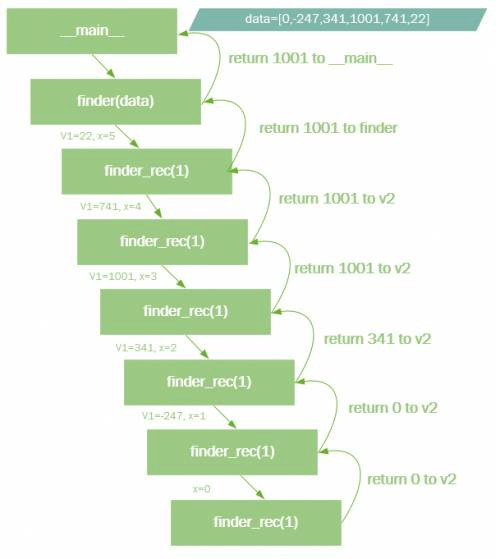 data=[0,-247,341,1001,741,22]
__main__
return 1001 to __main__
finder(data)
return 1001 to finder
V1=22, x=5
finder_rec(1)
return 1001 to v2
V1=741, x=4
finder_rec(1)
return 1001 to v2
V1=1001, x=3
finder_rec(1)
return 341 to v2
V1=341, x=2
finder_rec(1)
return 0 to v2
V1=-247, x=1
finder_rec(1)
return 0 to v2
x=0
finder_rec(1)